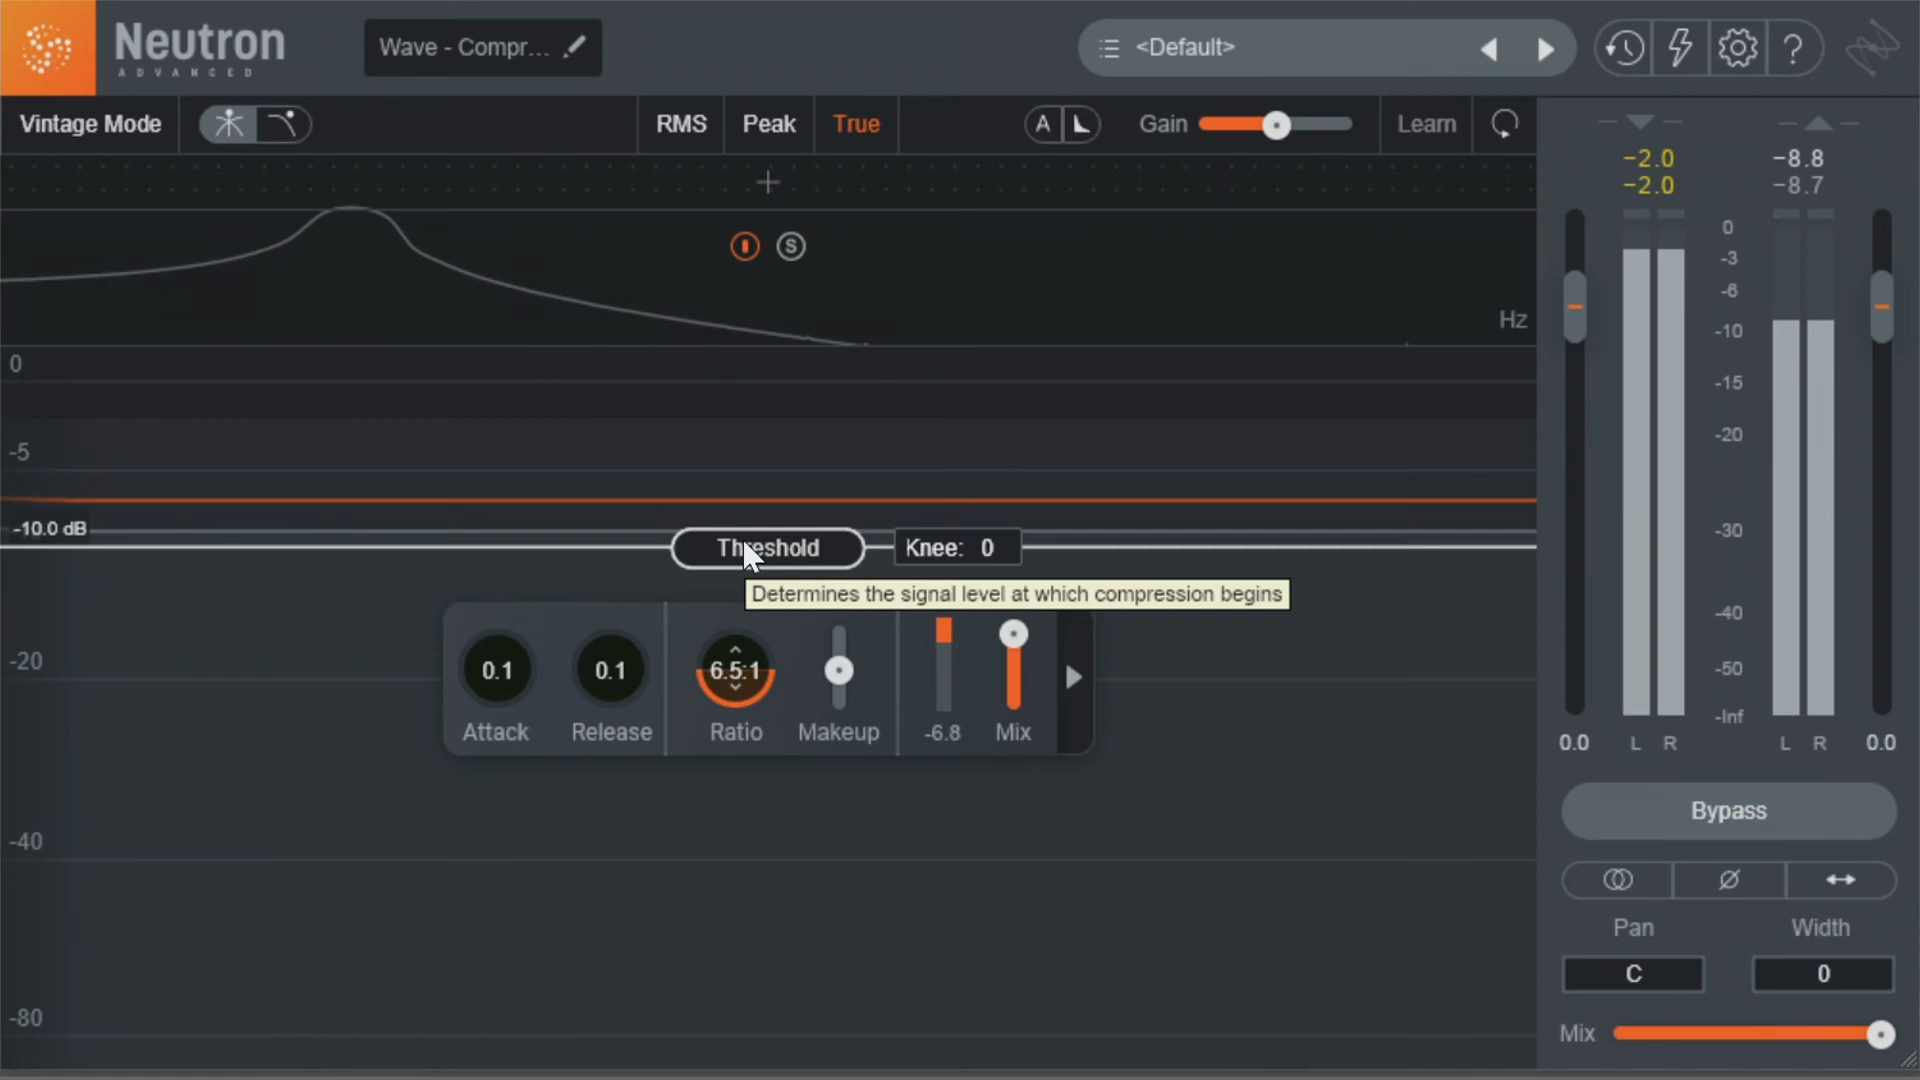 Neutron
ADVANCED
Wave - Compr...
<Default>
?
Vintage Mode
RMS
Peak
True
A
Gain
Learn
S
Hz
0
-5
-10.0 dB
Threshold
Knee: 0
Determines the signal level at which compression begins
-20
0.1
0.1
6.5:1
Attack
Release
Ratio
Makeup
-6.8
Mix
-40
-80
-2.0
-2.0
-8.8
-8.7
0
-3
-6
-10
-15
-20
-30
-40
-50
-Inf
0.0
L R
L R
0.0
Bypass
Pan
Width
C
0
Mix